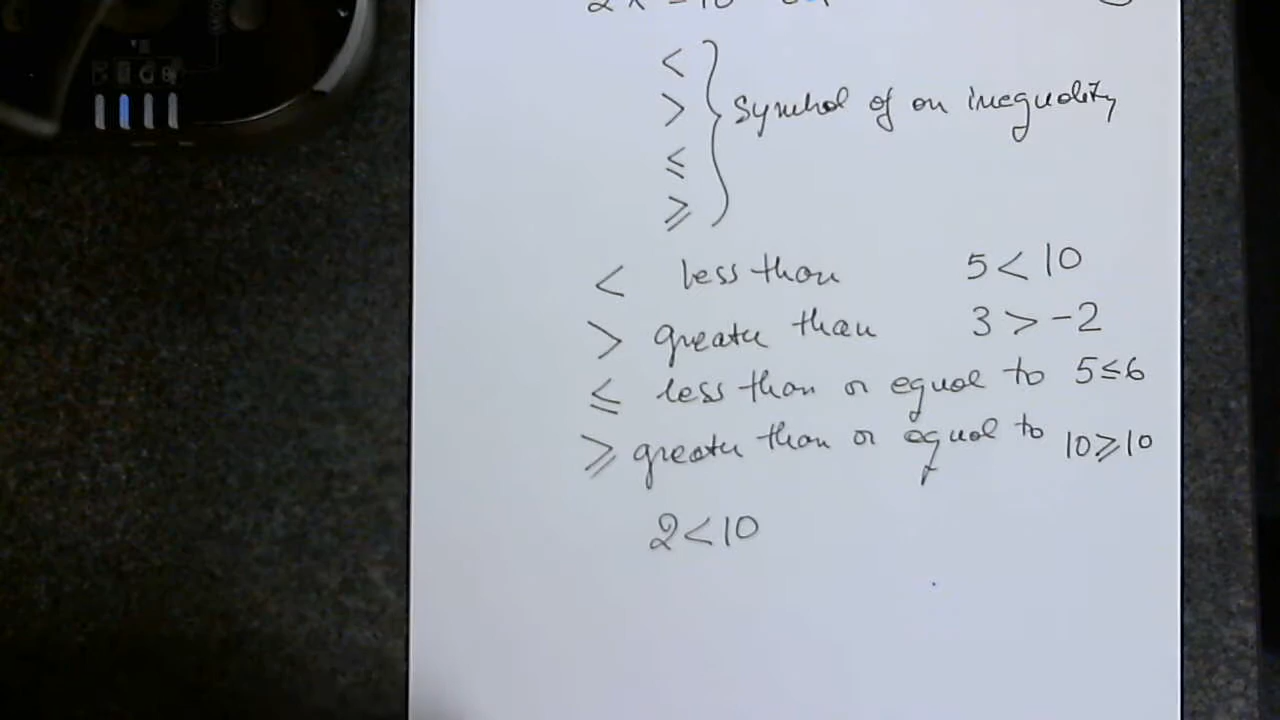 <
>
≤
≥
symbol of an inequality
< less than 5 < 10
> greater than 3 > -2
≤ less than or equal to 5 ≤ 6
≥ greater than or equal to 10 ≥ 10
2 < 10